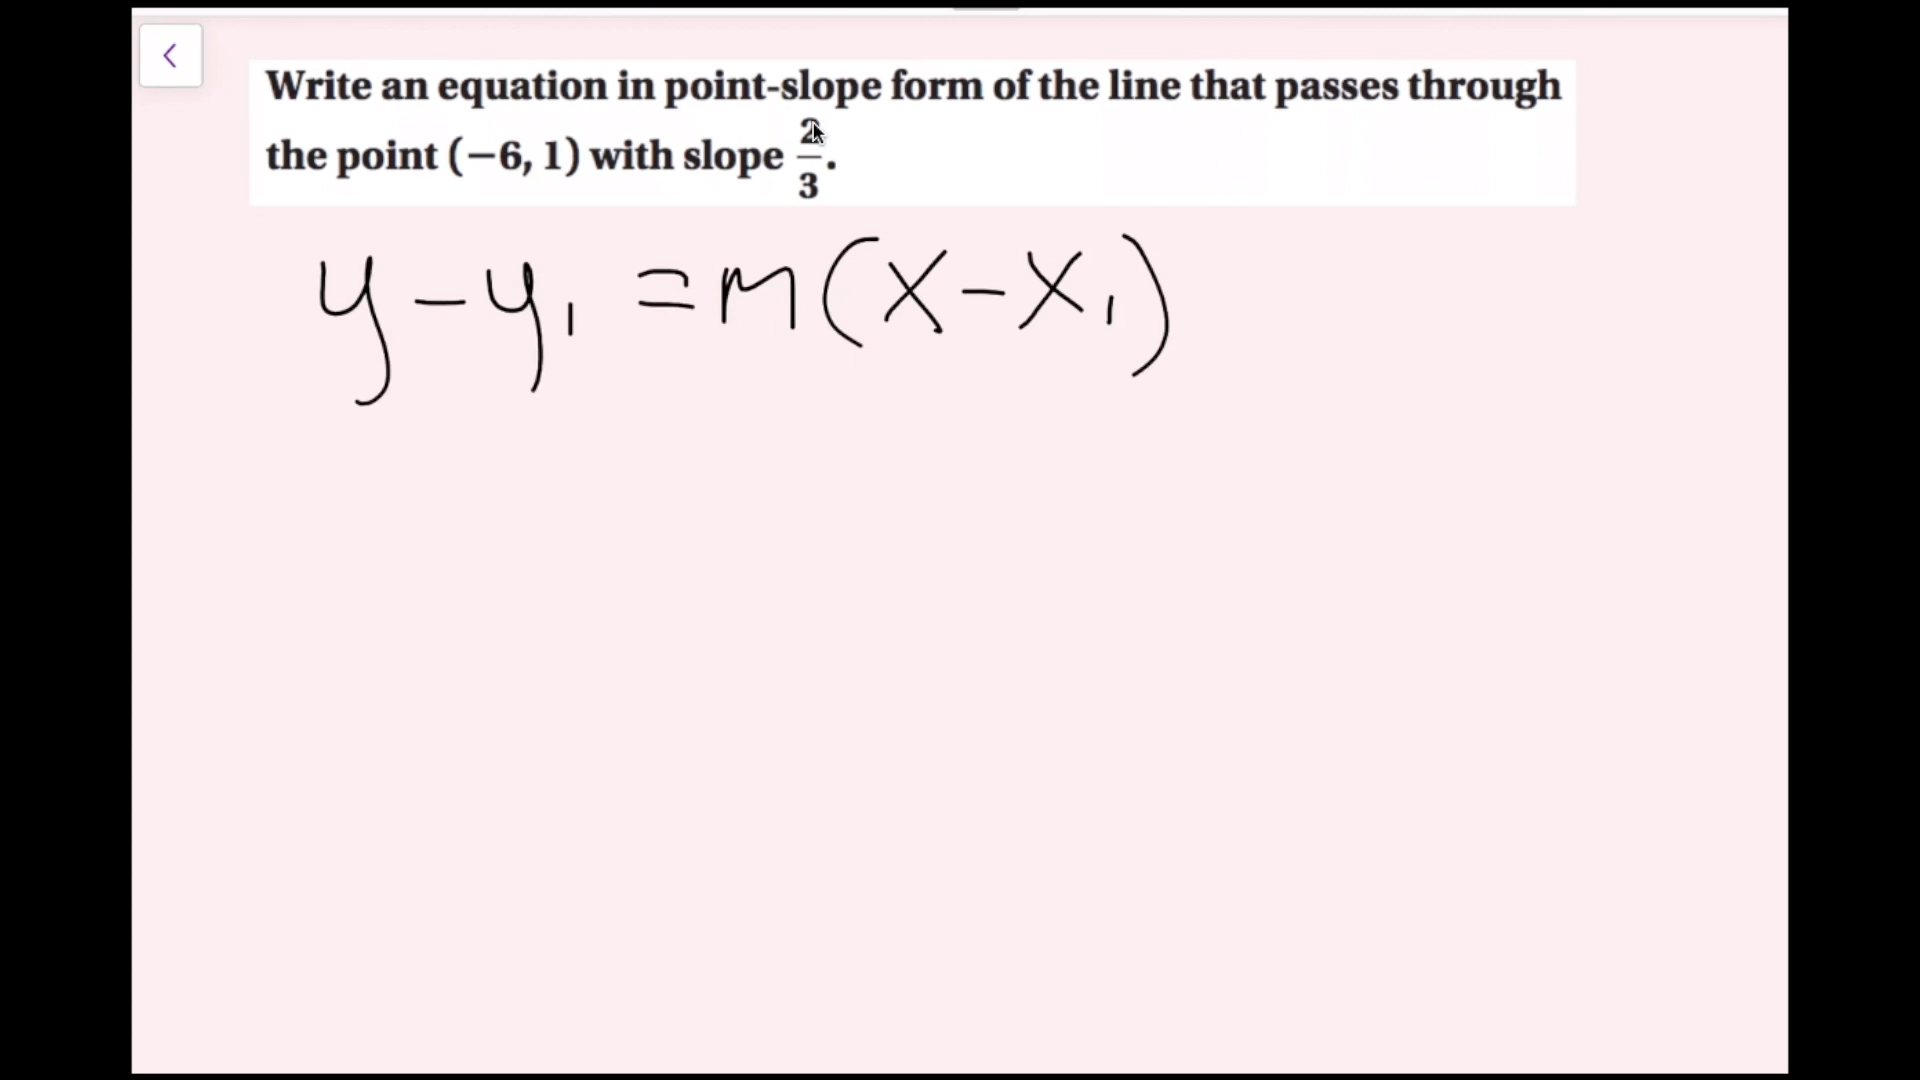 Write an equation in point-slope form of the line that passes through
the point (−6, 1) with slope 2/3.
y − y₁ = m(x − x₁)